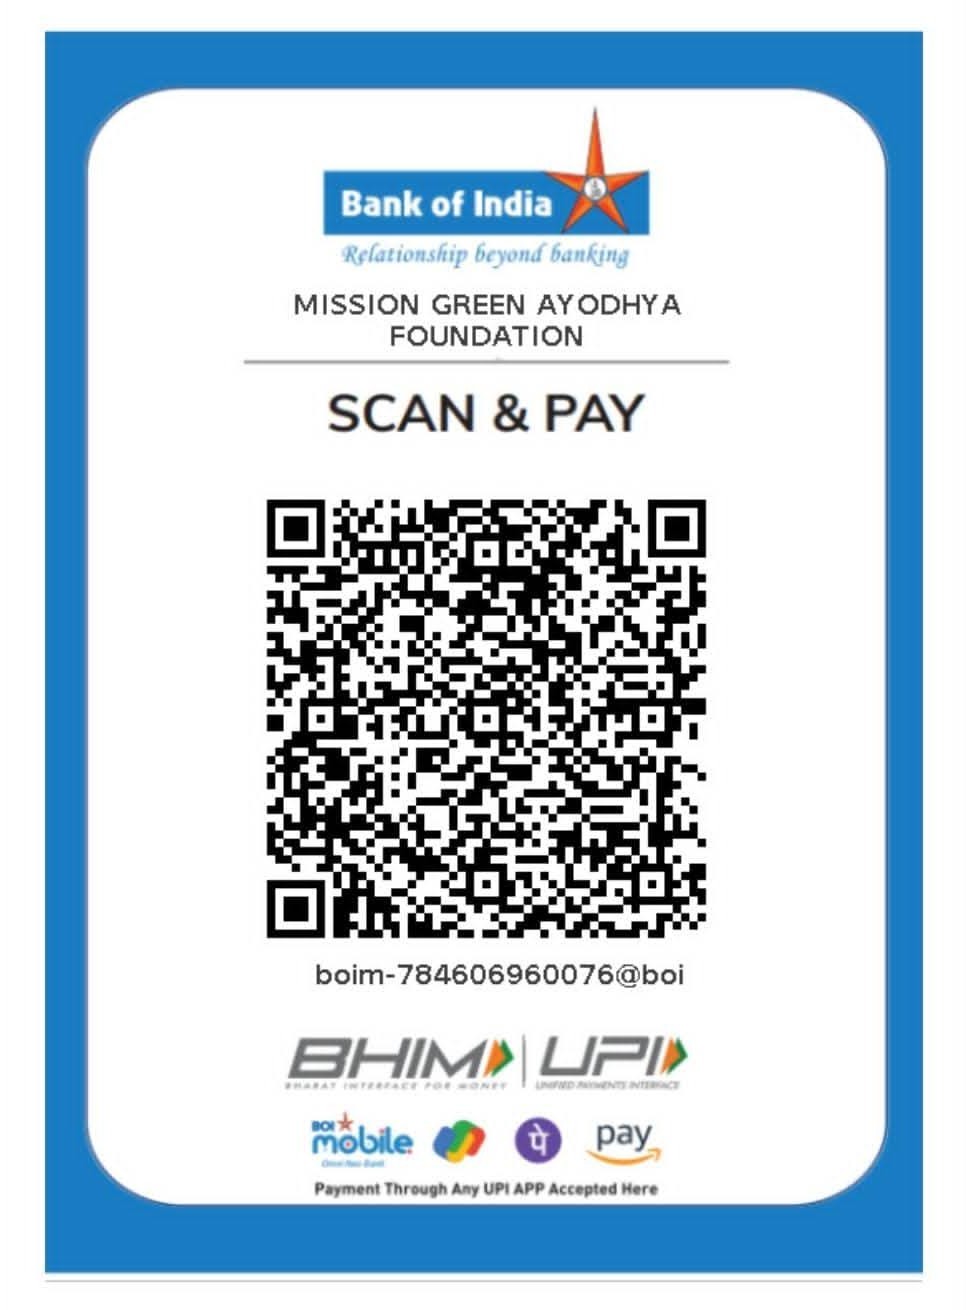 Bank of India
Relationship beyond banking
MISSION GREEN AYODHYA
FOUNDATION
SCAN & PAY
boim-784606960076@boi
BHIM UPI
BHARAT INTERFACE FOR MONEY UNIFIED PAYMENTS INTERFACE
BOI
mobile
Omni Neo Bank
पे
pay
Payment Through Any UPI APP Accepted Here